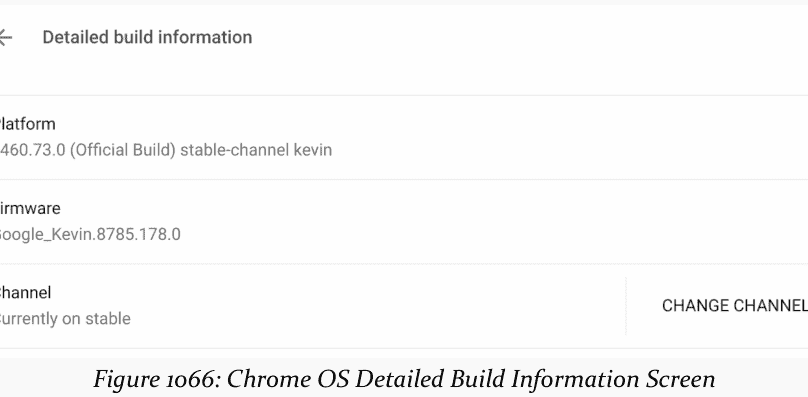 Detailed build information
latform
460.73.0 (Official Build) stable-channel kevin
irmware
oogle_Kevin.8785.178.0
hannel
urrently on stable
CHANGE CHANNEL
Figure 1066: Chrome OS Detailed Build Information Screen